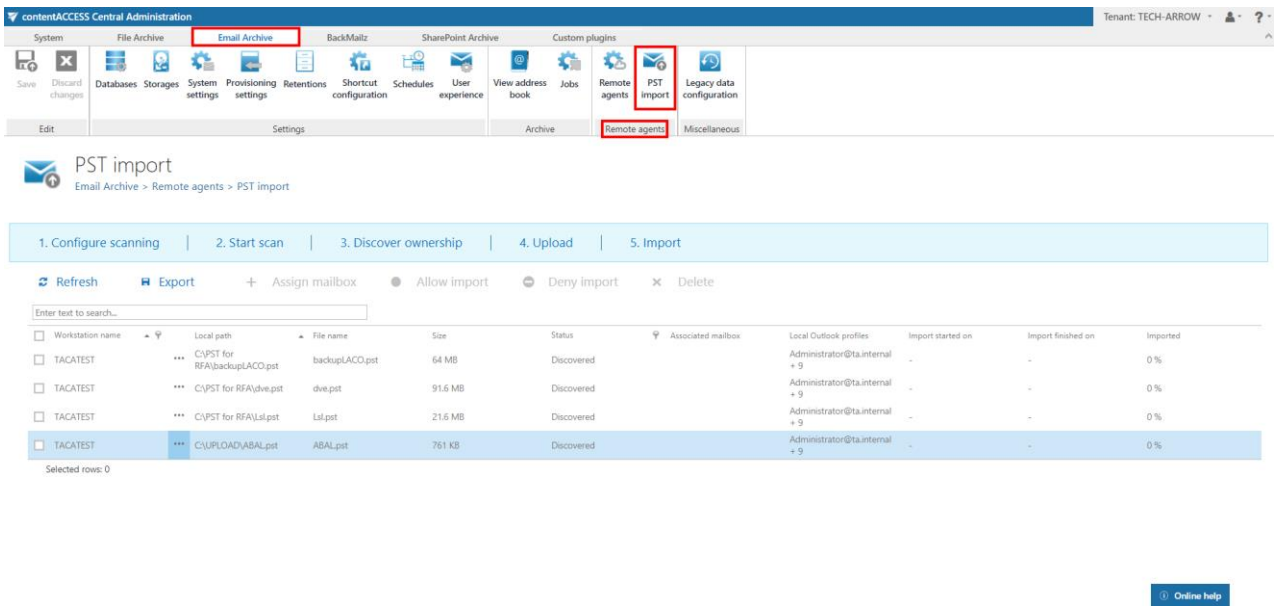 contentACCESS Central Administration
Tenant: TECH-ARROW
?
System File Archive Email Archive BackMailz SharePoint Archive Custom plugins
Save
Discard changes
Databases
Storages
System settings
Provisioning settings
Retentions
Shortcut configuration
Schedules
User experience
View address book
Jobs
Remote agents
PST import
Legacy data configuration
Edit Settings Archive Remote agents Miscellaneous
PST import
Email Archive > Remote agents > PST import
1. Configure scanning | 2. Start scan | 3. Discover ownership | 4. Upload | 5. Import
Refresh Export + Assign mailbox Allow import Deny import Delete
Enter text to search...
Workstation name Local path File name Size Status Associated mailbox Local Outlook profiles Import started on Import finished on Imported
TACATEST ••• C:\PST for RFA\backupLACO.pst backupLACO.pst 64 MB Discovered Administrator@ta.internal + 9 - - 0 %
TACATEST ••• C:\PST for RFA\dve.pst dve.pst 91.6 MB Discovered Administrator@ta.internal + 9 - - 0 %
TACATEST ••• C:\PST for RFA\Lsl.pst Lsl.pst 21.6 MB Discovered Administrator@ta.internal + 9 - - 0 %
TACATEST ••• C:\UPLOAD\ABAL.pst ABAL.pst 761 KB Discovered Administrator@ta.internal + 9 - - 0 %
Selected rows: 0
Online help